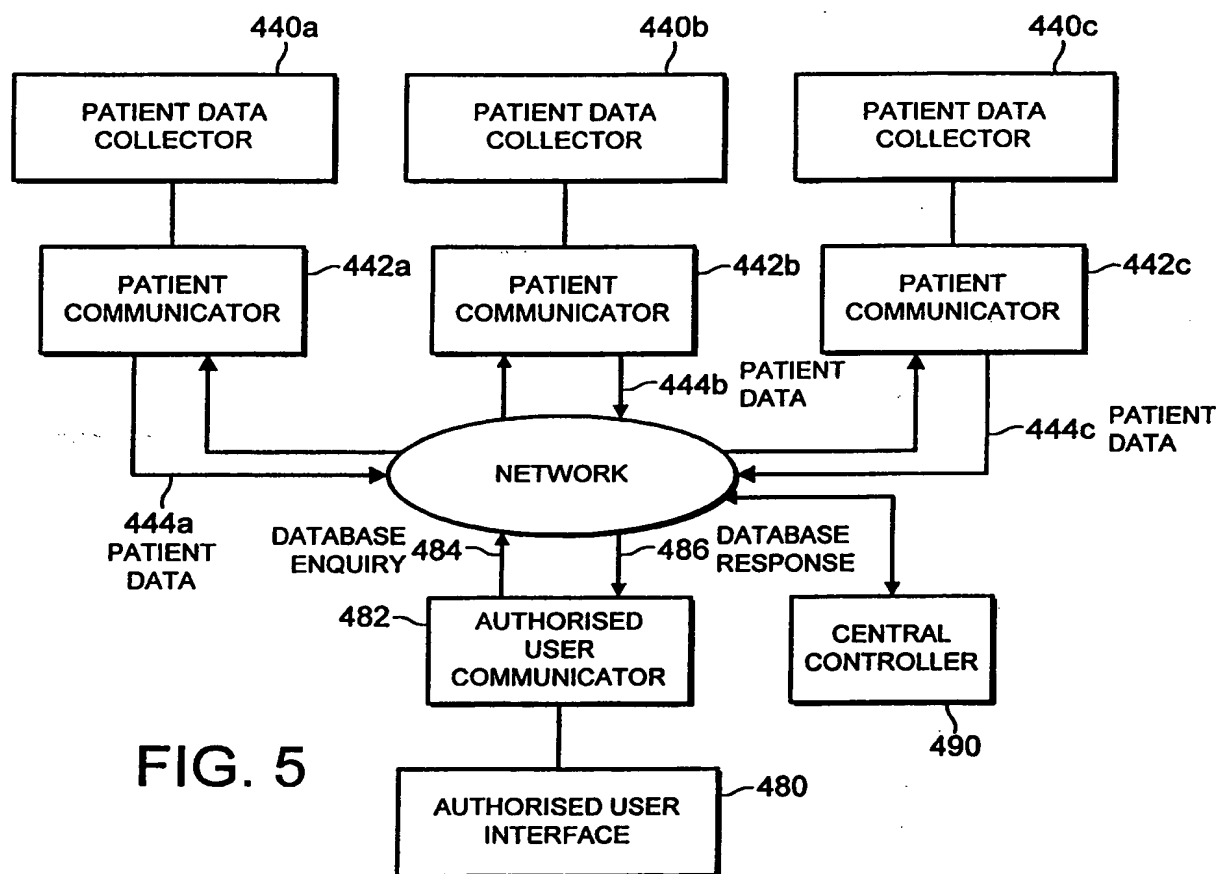 440a
440b
440c
PATIENT DATA
COLLECTOR
PATIENT DATA
COLLECTOR
PATIENT DATA
COLLECTOR
442a
442b
442c
PATIENT
COMMUNICATOR
PATIENT
COMMUNICATOR
PATIENT
COMMUNICATOR
444b
PATIENT
DATA
444c
PATIENT
DATA
NETWORK
444a
PATIENT
DATA
DATABASE
ENQUIRY
484
486
DATABASE
RESPONSE
482
AUTHORISED
USER
COMMUNICATOR
CENTRAL
CONTROLLER
490
FIG. 5
480
AUTHORISED USER
INTERFACE